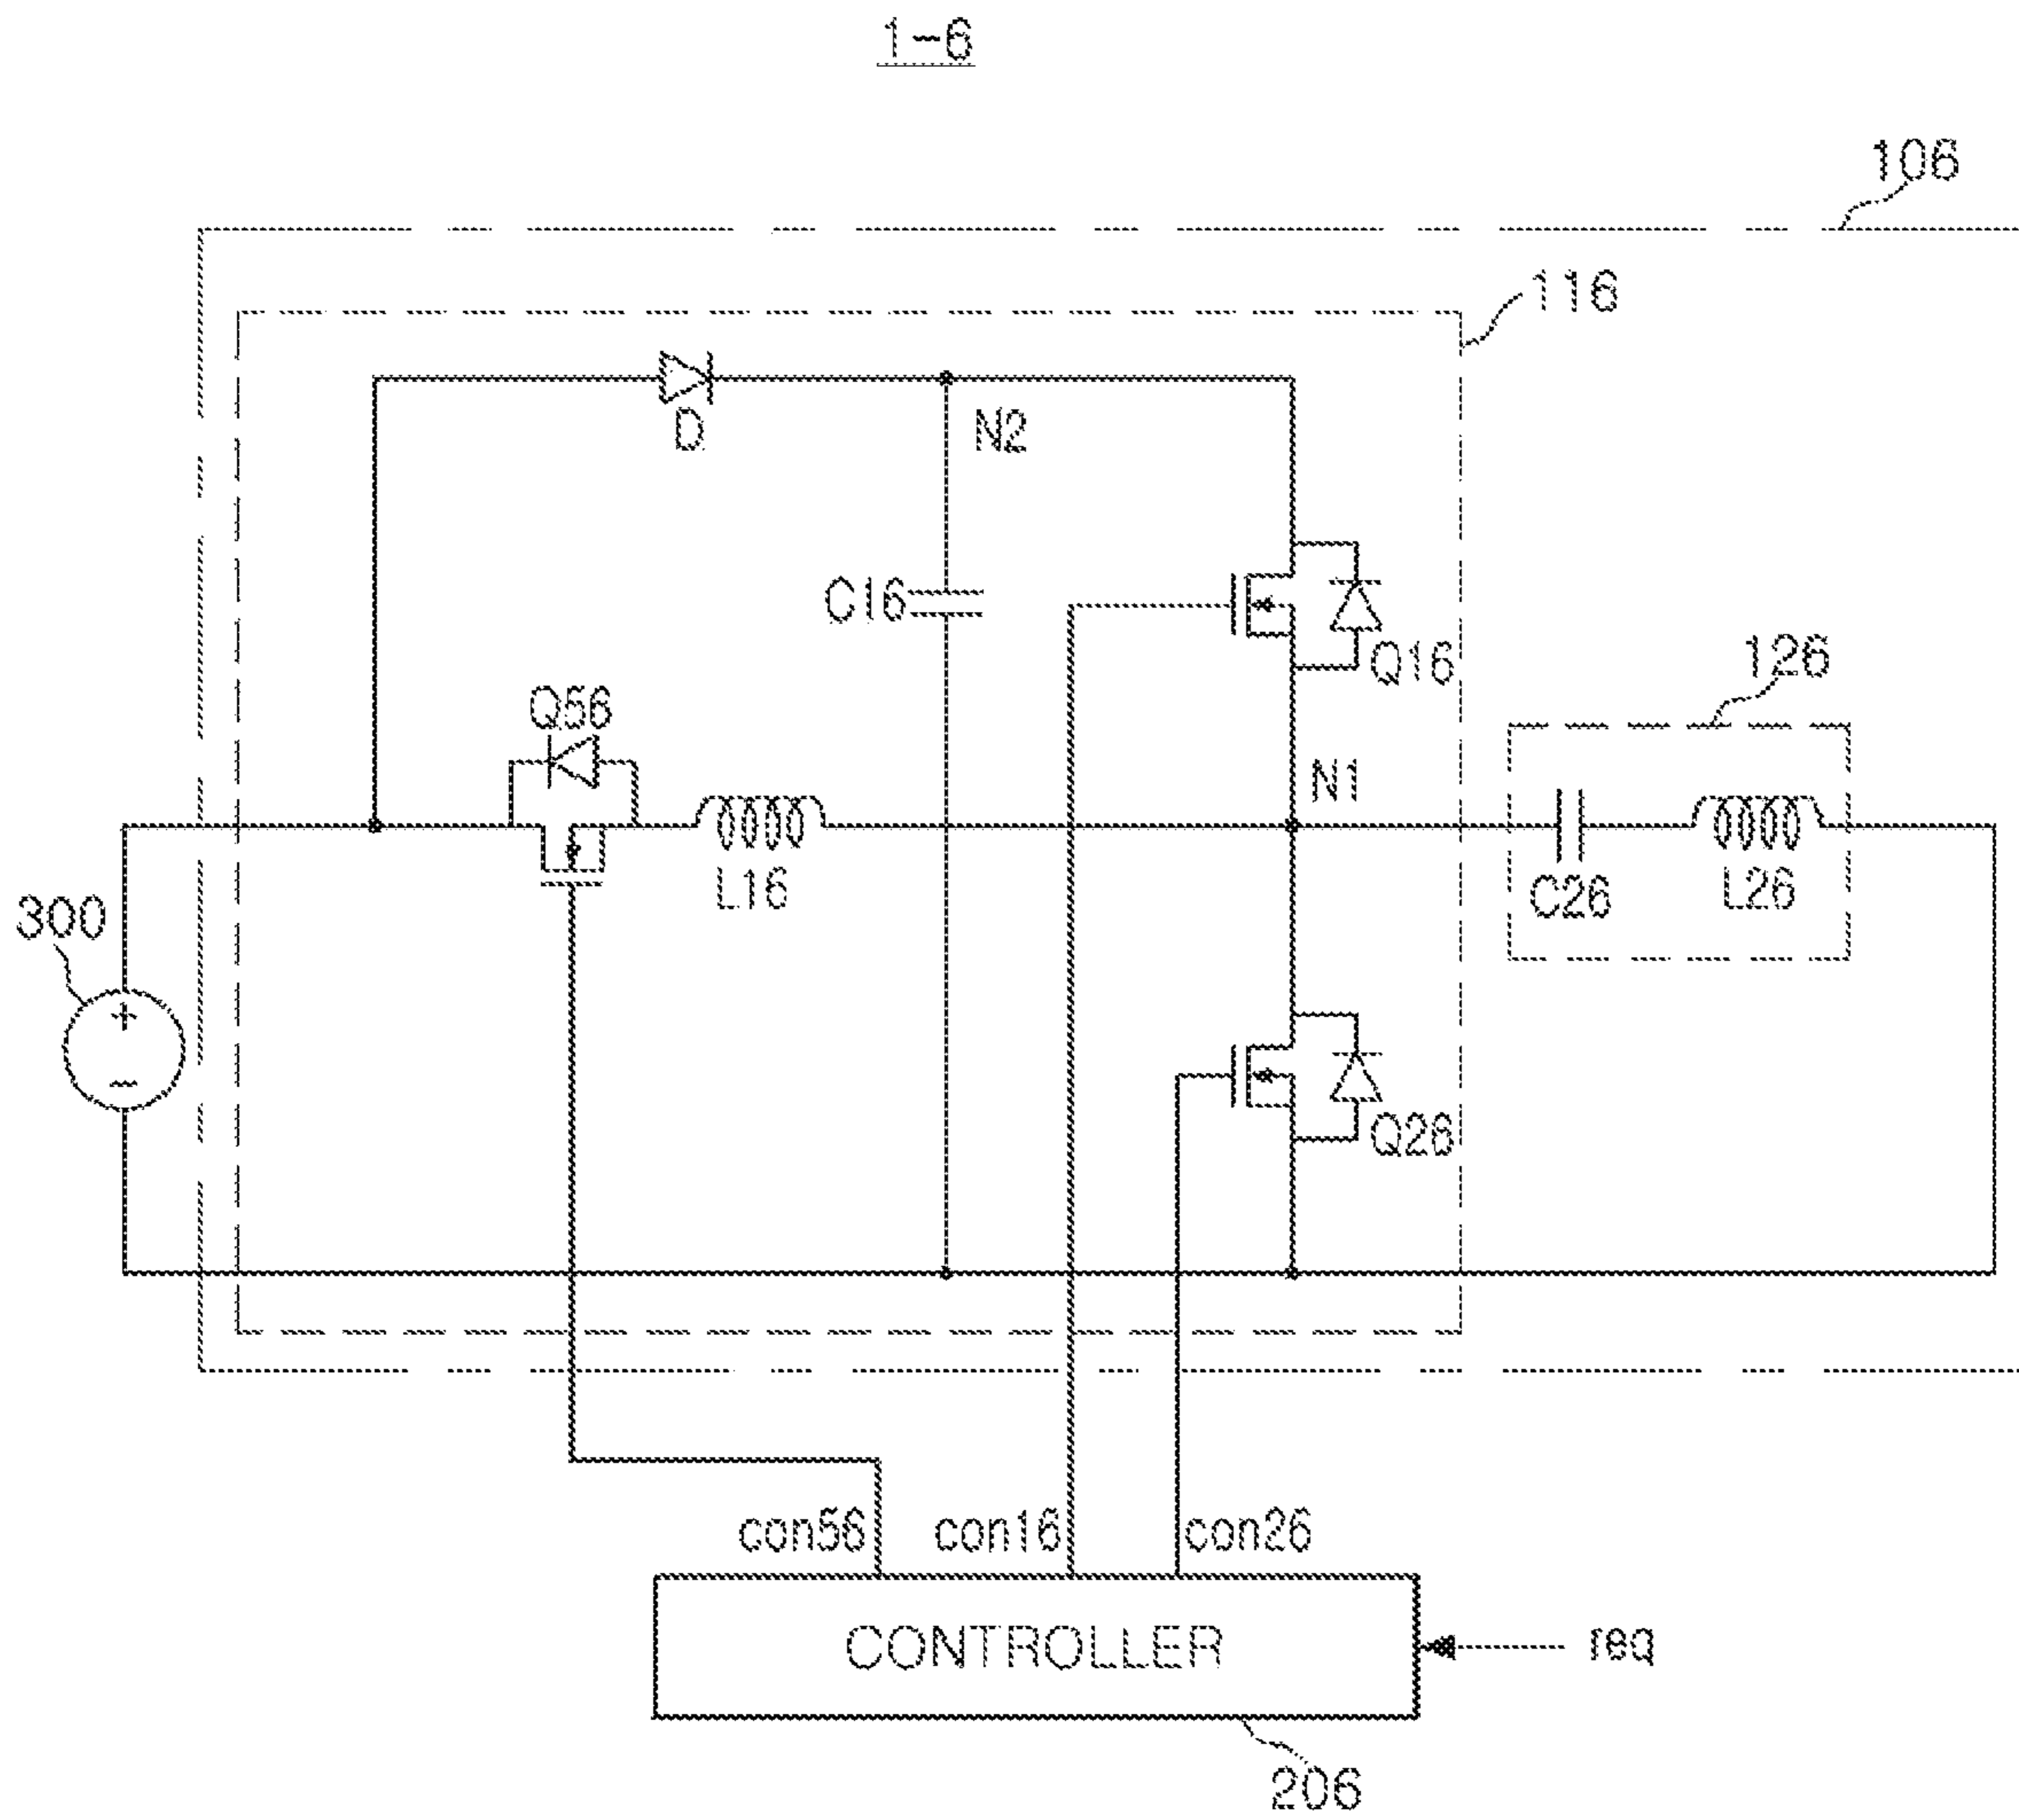 1-6
106
116
D
N2
C16
Q16
126
Q56
N1
L16
C26
L26
300
+
−
Q26
con56
con16
con26
CONTROLLER
req
206